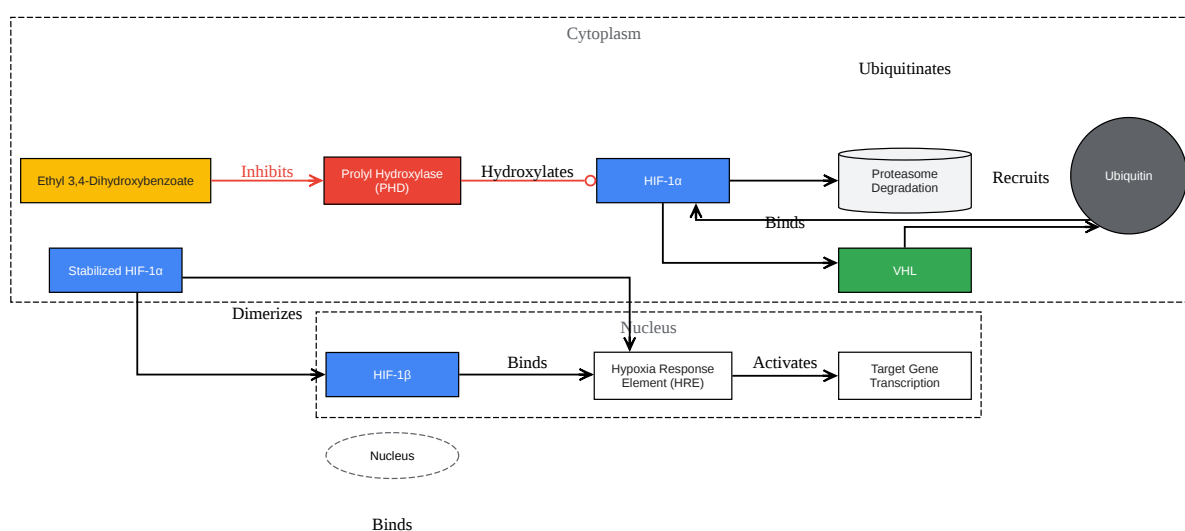 Cytoplasm
Ubiquitinates
Ethyl 3,4-Dihydroxybenzoate
Inhibits
Prolyl Hydroxylase
(PHD)
Hydroxylates
HIF-1α
Proteasome
Degradation
Recruits
Ubiquitin
Binds
Stabilized HIF-1α
VHL
Dimerizes
Nucleus
HIF-1β
Binds
Hypoxia Response
Element (HRE)
Activates
Target Gene
Transcription
Nucleus
Binds